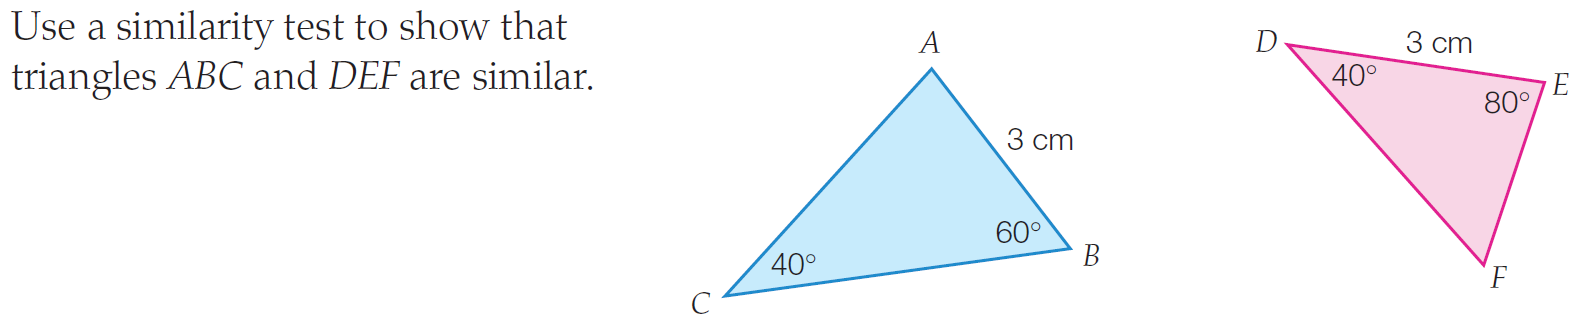 Use a similarity test to show that
triangles ABC and DEF are similar.
A
3 cm
60°
B
40°
C
D
3 cm
40°
E
80°
F